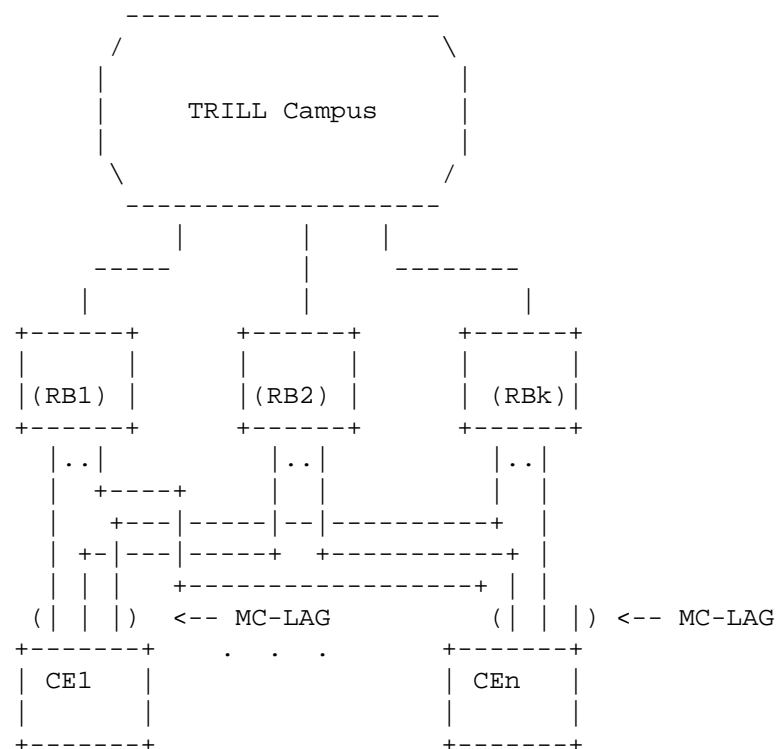 TRILL Campus
(RB1) (RB2) (RBk)
<-- MC-LAG <-- MC-LAG
. . .
CE1 CEn